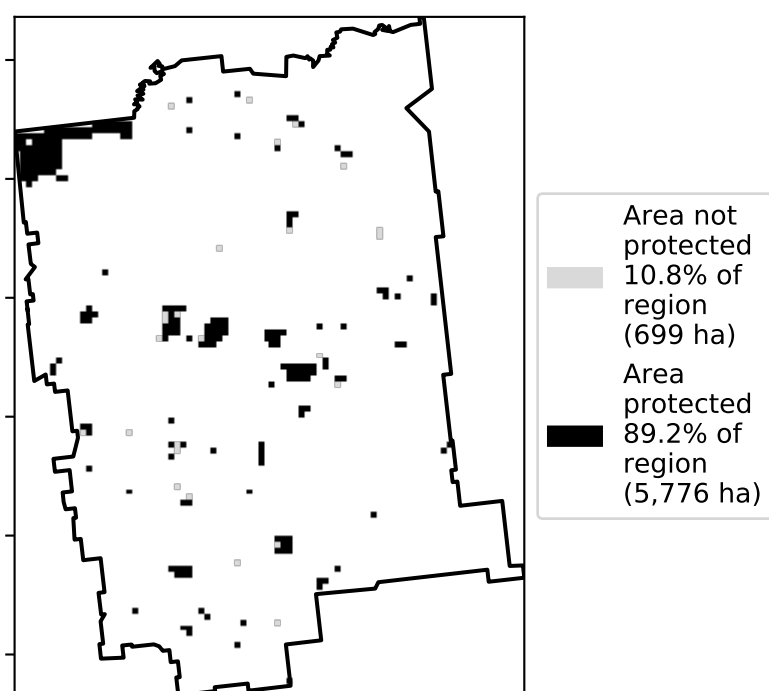 Area not
protected
10.8% of
region
(699 ha)
Area
protected
89.2% of
region
(5,776 ha)